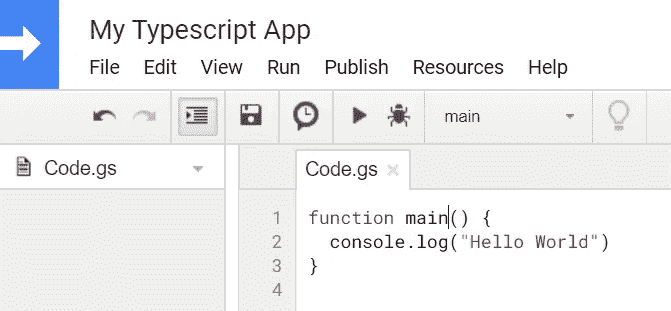 My Typescript App
File Edit View Run Publish Resources Help
main
Code.gs
Code.gs
1 function main() {
2 console.log("Hello World")
3 }
4